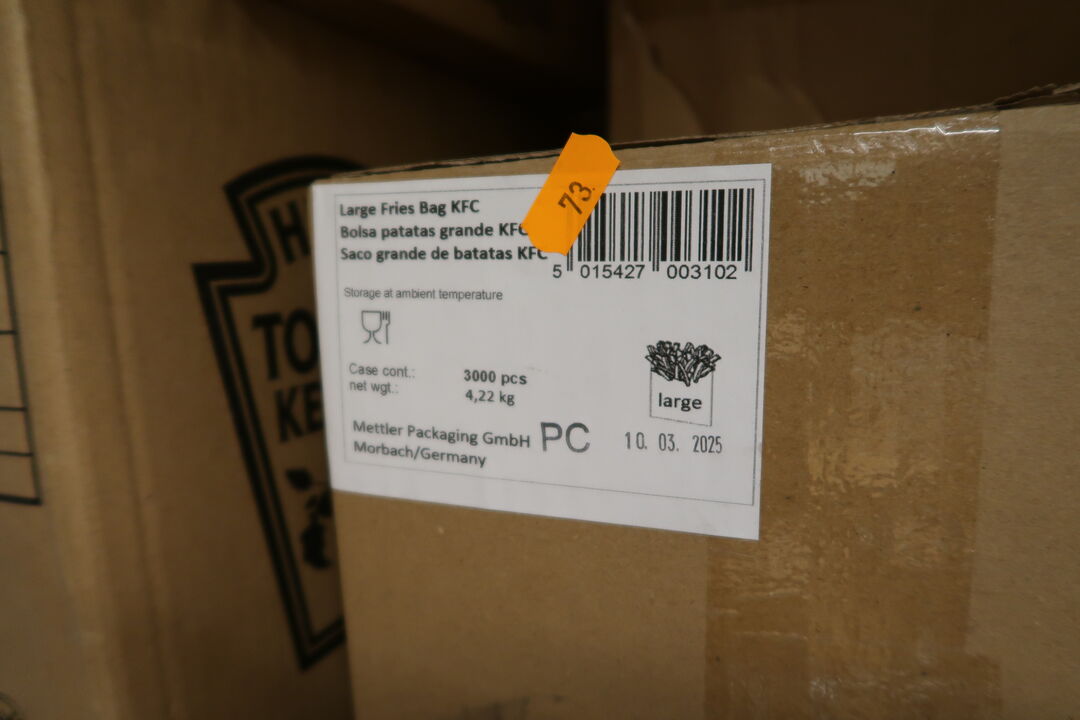 Large Fries Bag KFC
Bolsa patatas grande KFC
Saco grande de batatas KFC
73.
5 015427 003102
Storage at ambient temperature
Case cont.: 3000 pcs
net wgt.: 4,22 kg
large
Mettler Packaging GmbH PC
Morbach/Germany
10. 03. 2025
H
TO
KE